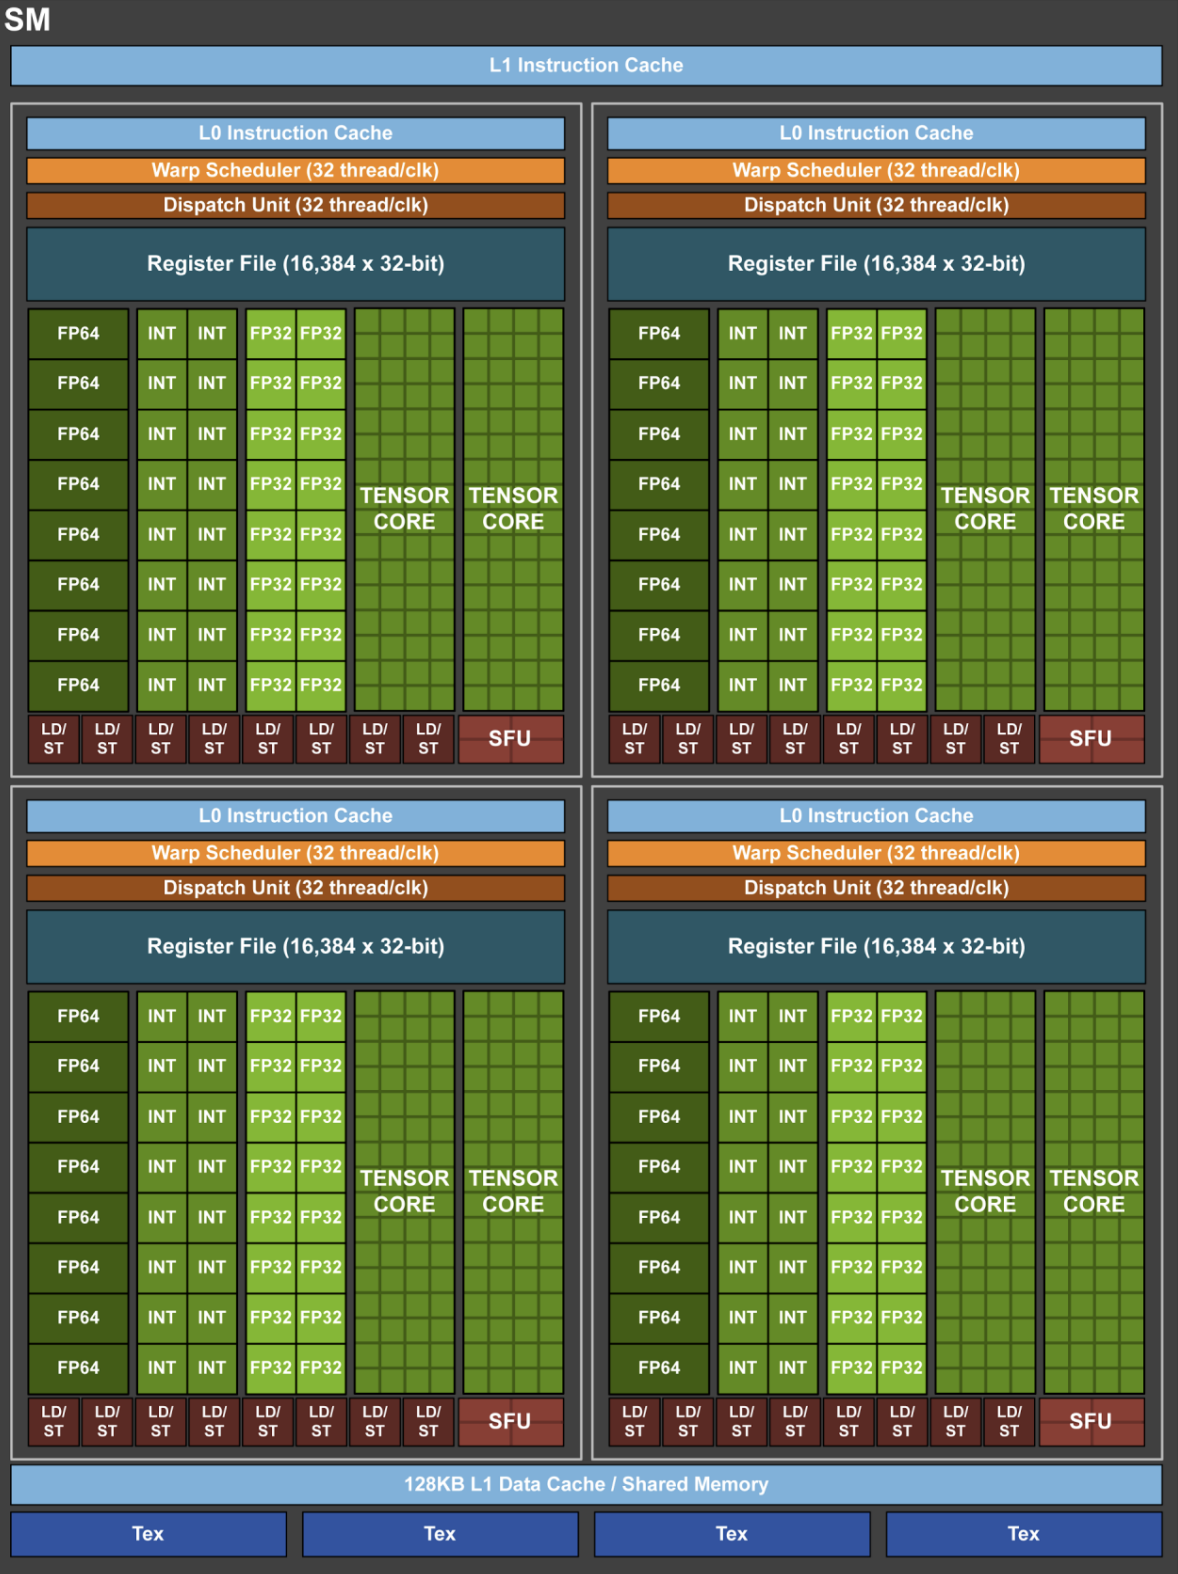 SM
L1 Instruction Cache
L0 Instruction Cache
Warp Scheduler (32 thread/clk)
Dispatch Unit (32 thread/clk)
Register File (16,384 x 32-bit)
FP64 INT INT FP32 FP32
FP64 INT INT FP32 FP32
FP64 INT INT FP32 FP32
FP64 INT INT FP32 FP32
FP64 INT INT FP32 FP32
FP64 INT INT FP32 FP32
FP64 INT INT FP32 FP32
FP64 INT INT FP32 FP32
TENSOR TENSOR
CORE CORE
LD/ LD/ LD/ LD/ LD/ LD/ LD/ LD/
ST ST ST ST ST ST ST ST
SFU
L0 Instruction Cache
Warp Scheduler (32 thread/clk)
Dispatch Unit (32 thread/clk)
Register File (16,384 x 32-bit)
FP64 INT INT FP32 FP32
FP64 INT INT FP32 FP32
FP64 INT INT FP32 FP32
FP64 INT INT FP32 FP32
FP64 INT INT FP32 FP32
FP64 INT INT FP32 FP32
FP64 INT INT FP32 FP32
FP64 INT INT FP32 FP32
TENSOR TENSOR
CORE CORE
LD/ LD/ LD/ LD/ LD/ LD/ LD/ LD/
ST ST ST ST ST ST ST ST
SFU
L0 Instruction Cache
Warp Scheduler (32 thread/clk)
Dispatch Unit (32 thread/clk)
Register File (16,384 x 32-bit)
FP64 INT INT FP32 FP32
FP64 INT INT FP32 FP32
FP64 INT INT FP32 FP32
FP64 INT INT FP32 FP32
FP64 INT INT FP32 FP32
FP64 INT INT FP32 FP32
FP64 INT INT FP32 FP32
FP64 INT INT FP32 FP32
TENSOR TENSOR
CORE CORE
LD/ LD/ LD/ LD/ LD/ LD/ LD/ LD/
ST ST ST ST ST ST ST ST
SFU
L0 Instruction Cache
Warp Scheduler (32 thread/clk)
Dispatch Unit (32 thread/clk)
Register File (16,384 x 32-bit)
FP64 INT INT FP32 FP32
FP64 INT INT FP32 FP32
FP64 INT INT FP32 FP32
FP64 INT INT FP32 FP32
FP64 INT INT FP32 FP32
FP64 INT INT FP32 FP32
FP64 INT INT FP32 FP32
FP64 INT INT FP32 FP32
TENSOR TENSOR
CORE CORE
LD/ LD/ LD/ LD/ LD/ LD/ LD/ LD/
ST ST ST ST ST ST ST ST
SFU
128KB L1 Data Cache / Shared Memory
Tex Tex Tex Tex